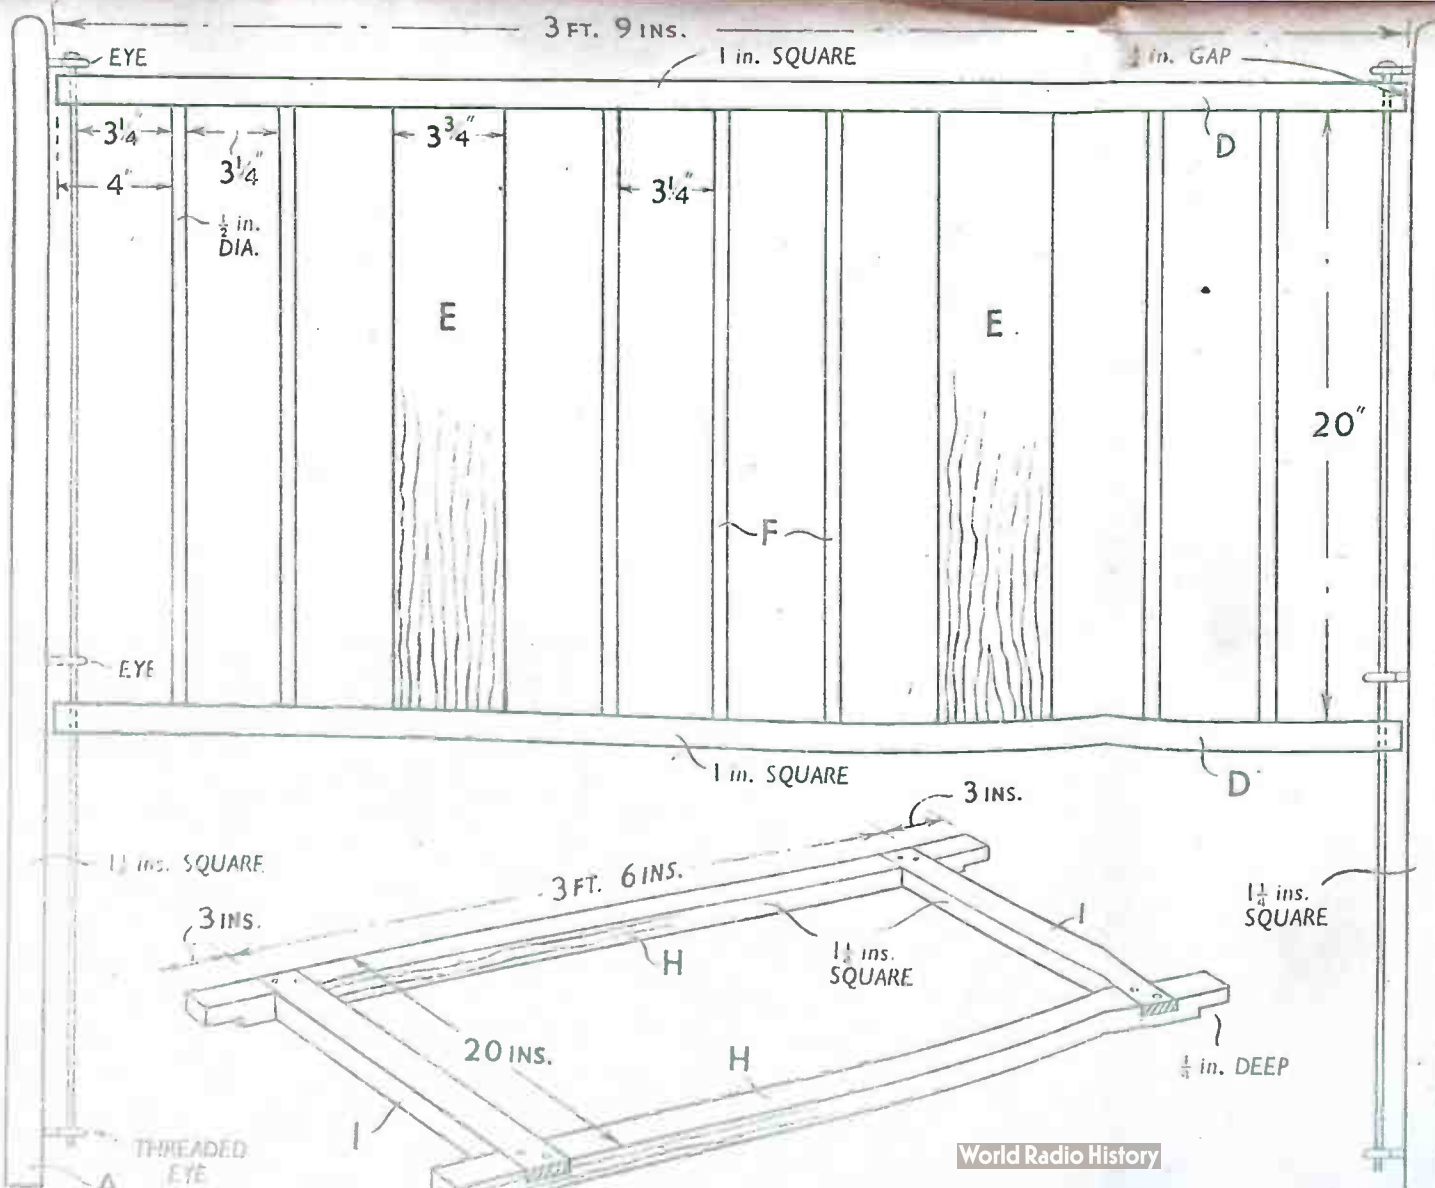 3 FT. 9 INS.
EYE
1 in. SQUARE
in. GAP
3¼"
3¼"
3¾"
D
4"
3¼"
½ in.
DIA.
E
E
20"
F
EYE
1 in. SQUARE
D
3 INS.
ins. SQUARE
3 FT. 6 INS.
3 INS.
1¼ ins.
SQUARE
I
H
ins.
SQUARE
20 INS.
H
in. DEEP
I
THREADED
EYE
A
World Radio History